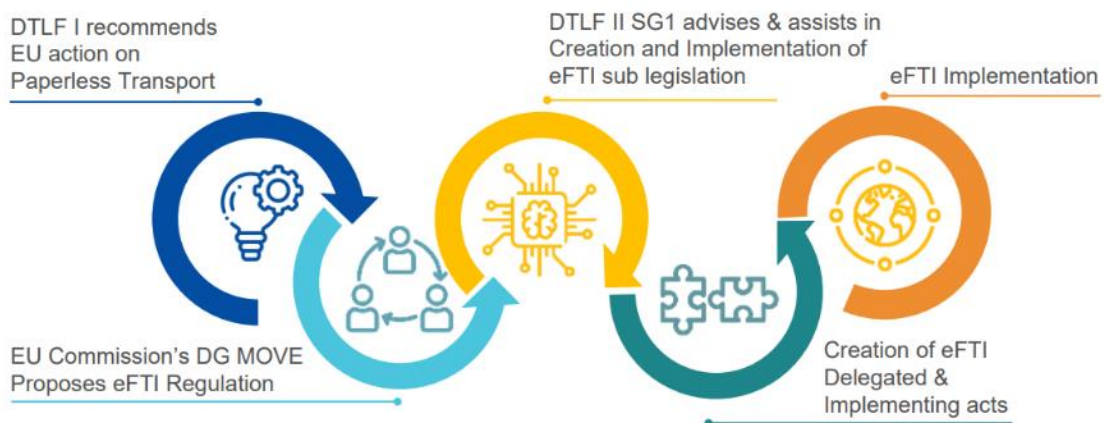 DTLF I recommends
EU action on
Paperless Transport
EU Commission's DG MOVE
Proposes eFTI Regulation
DTLF II SG1 advises & assists in
Creation and Implementation of
eFTI sub legislation
Creation of eFTI
Delegated &
Implementing acts
eFTI Implementation